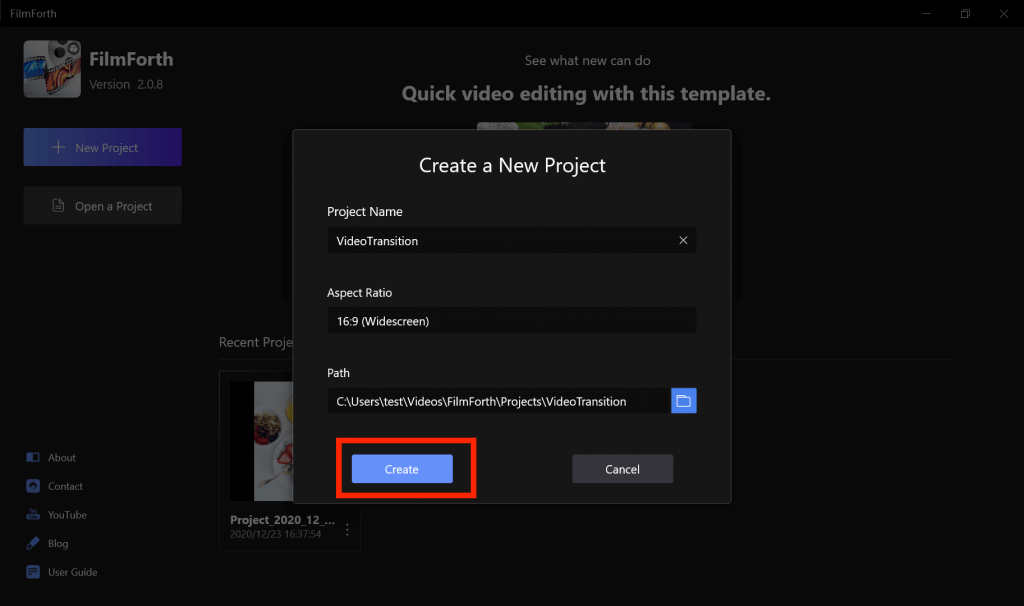 FilmForth
FilmForth
Version 2.0.8
New Project
Open a Project
See what new can do
Quick video editing with this template.
Create a New Project
Project Name
VideoTransition
Aspect Ratio
16:9 (Widescreen)
Path
C:\Users\test\Videos\FilmForth\Projects\VideoTransition
Create
Cancel
Recent Proje
Project_2020_12_...
2020/12/23 16:37:54
About
Contact
YouTube
Blog
User Guide